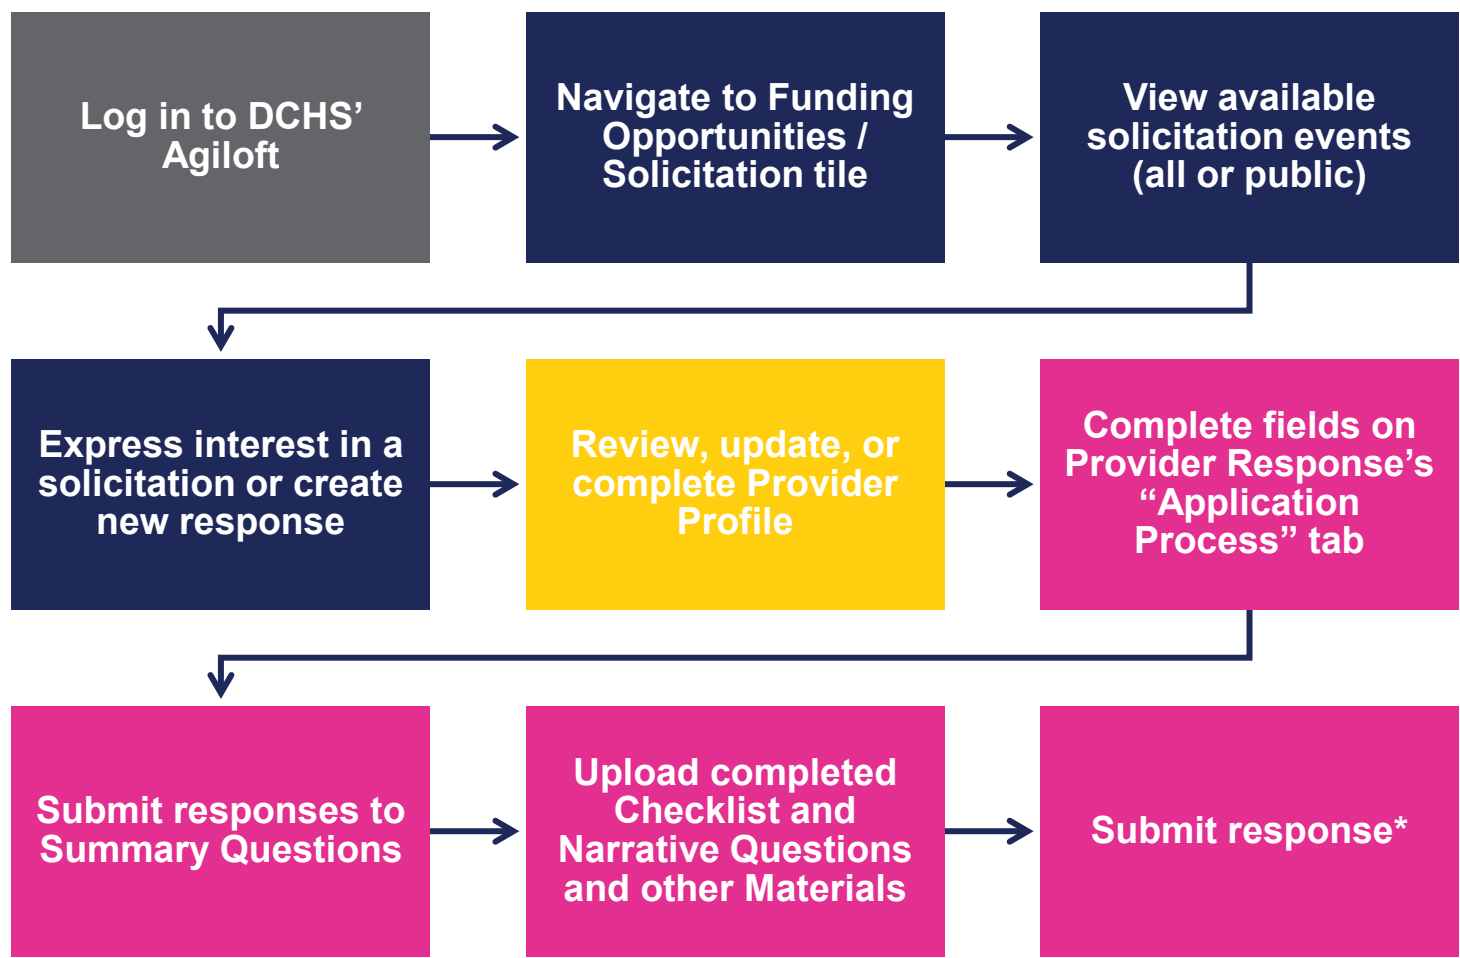 Log in to DCHS’
Agiloft
Navigate to Funding
Opportunities /
Solicitation tile
View available
solicitation events
(all or public)
Express interest in a
solicitation or create
new response
Review, update, or
complete Provider
Profile
Complete fields on
Provider Response’s
“Application
Process” tab
Submit responses to
Summary Questions
Upload completed
Checklist and
Narrative Questions
and other Materials
Submit response*